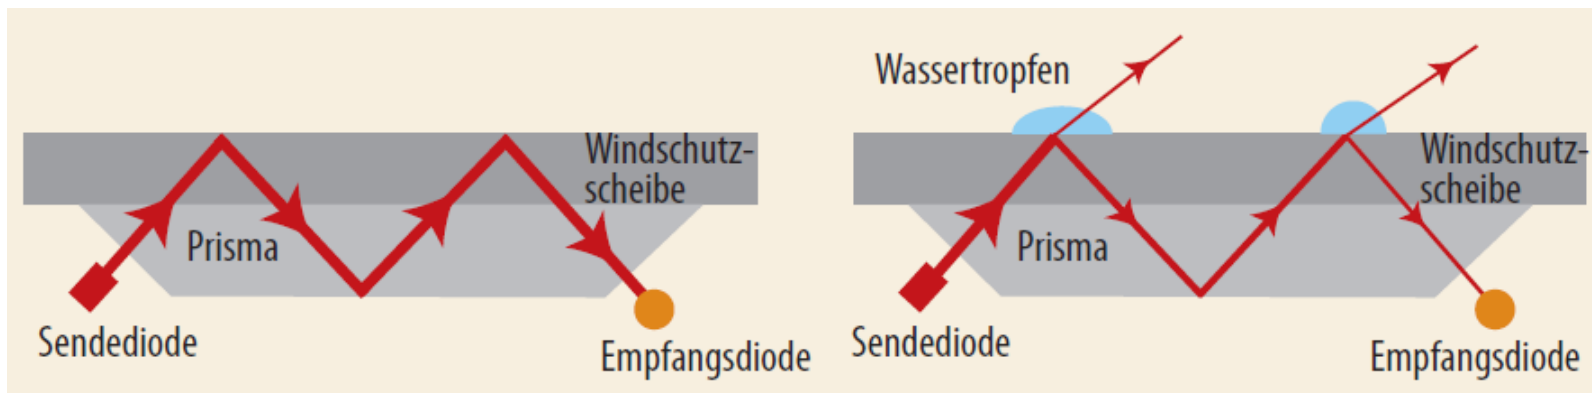 Windschutz-
scheibe
Prisma
Sendediode
Empfangsdiode
Wassertropfen
Windschutz-
scheibe
Prisma
Sendediode
Empfangsdiode